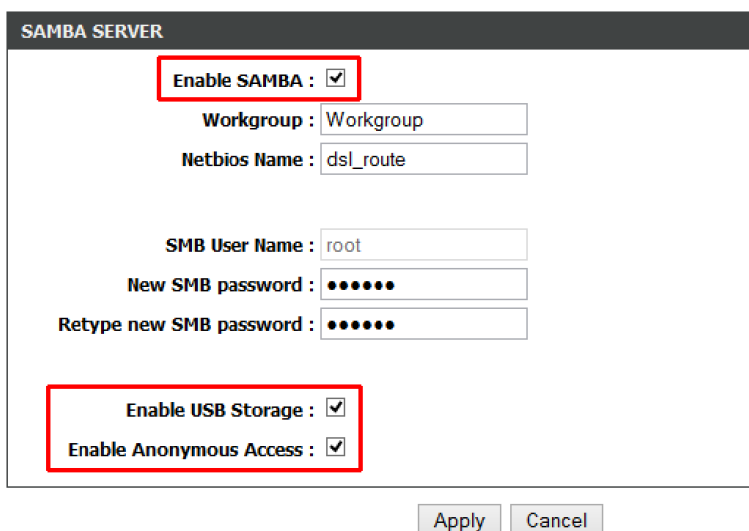 SAMBA SERVER
Enable SAMBA :
Workgroup : Workgroup
Netbios Name : dsl_route
SMB User Name : root
New SMB password : ●●●●●●
Retype new SMB password : ●●●●●●
Enable USB Storage :
Enable Anonymous Access :
Apply Cancel